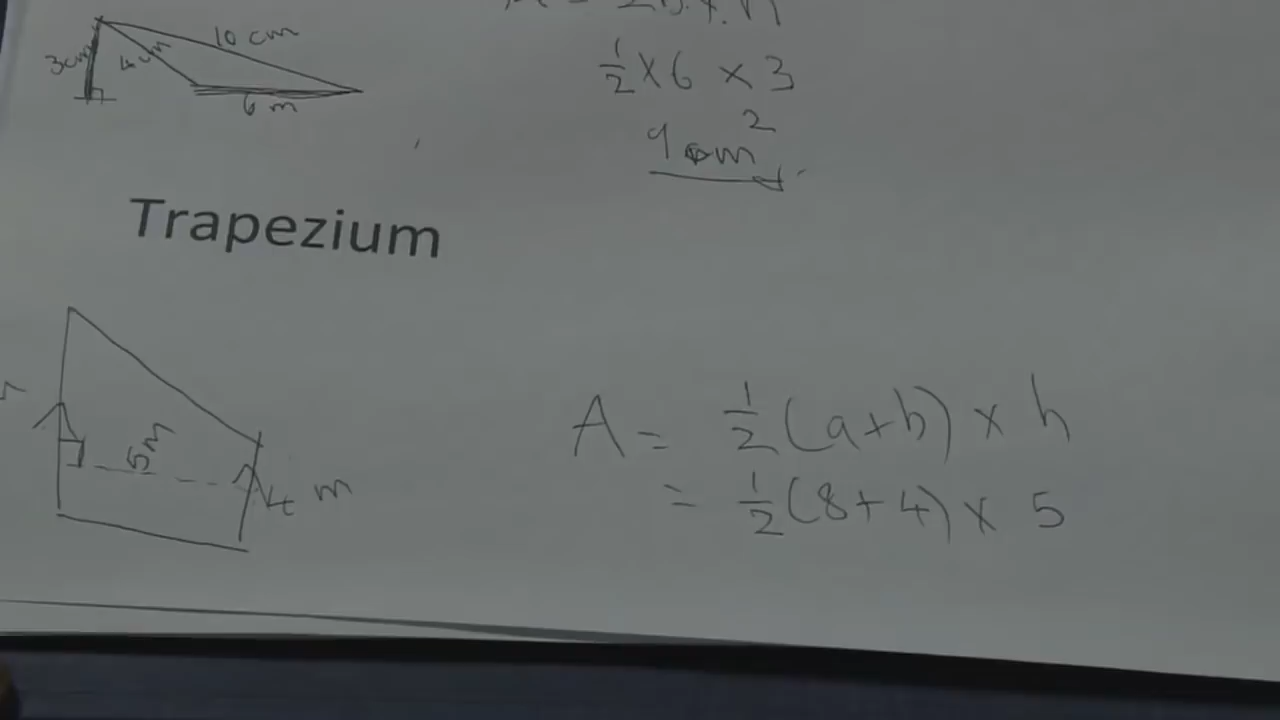 3cm
4cm
10 cm
6 m
½ × 6 × 3
9 cm²
Trapezium
5m
4 m
A = ½(a+b) × h
= ½(8+4) × 5